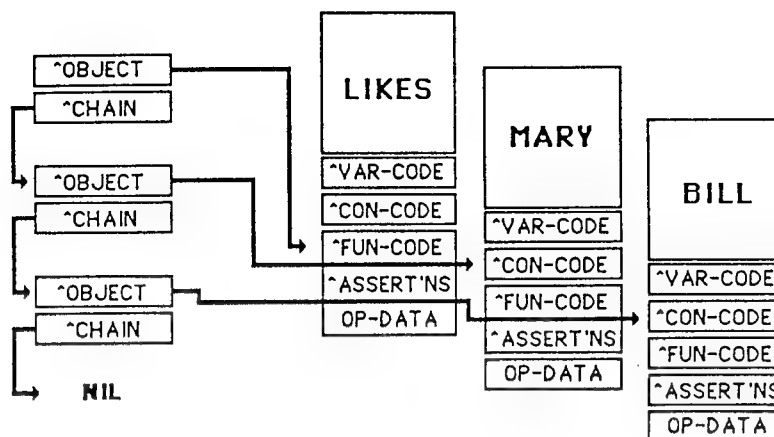 ^OBJECT
^CHAIN
^OBJECT
^CHAIN
^OBJECT
^CHAIN
NIL
LIKES
^VAR-CODE
^CON-CODE
^FUN-CODE
^ASSERT'NS
OP-DATA
MARY
^VAR-CODE
^CON-CODE
^FUN-CODE
^ASSERT'NS
OP-DATA
BILL
^VAR-CODE
^CON-CODE
^FUN-CODE
^ASSERT'NS
OP-DATA